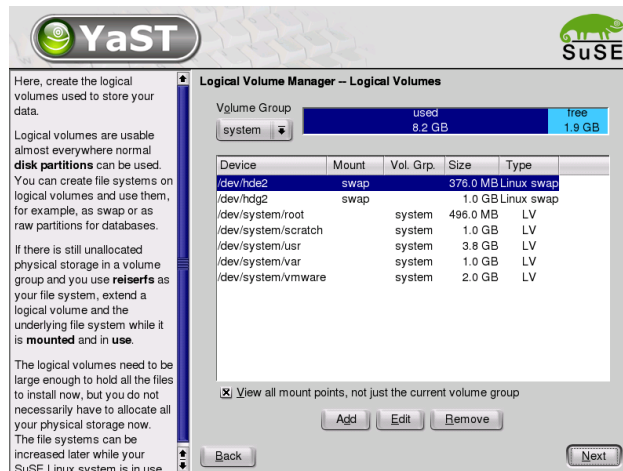 YaST
SuSE
Here, create the logical
volumes used to store your
data.
Logical volumes are usable
almost everywhere normal
disk partitions can be used.
You can create file systems on
logical volumes and use them,
for example, as swap or as
raw partitions for databases.
If there is still unallocated
physical storage in a volume
group and you use reiserfs as
your file system, extend a
logical volume and the
underlying file system while it
is mounted and in use.
The logical volumes need to be
large enough to hold all the files
to install now, but you do not
necessarily have to allocate all
your physical storage now.
The file systems can be
increased later while your
SuSE Linux system is in use
Logical Volume Manager -- Logical Volumes
Volume Group
system
used
8.2 GB
free
1.9 GB
Device Mount Vol. Grp. Size Type
/dev/hde2 swap 376.0 MB Linux swap
/dev/hdg2 swap 1.0 GB Linux swap
/dev/system/root system 496.0 MB LV
/dev/system/scratch system 1.0 GB LV
/dev/system/usr system 3.8 GB LV
/dev/system/var system 1.0 GB LV
/dev/system/vmware system 2.0 GB LV
View all mount points, not just the current volume group
Add Edit Remove
Back Next